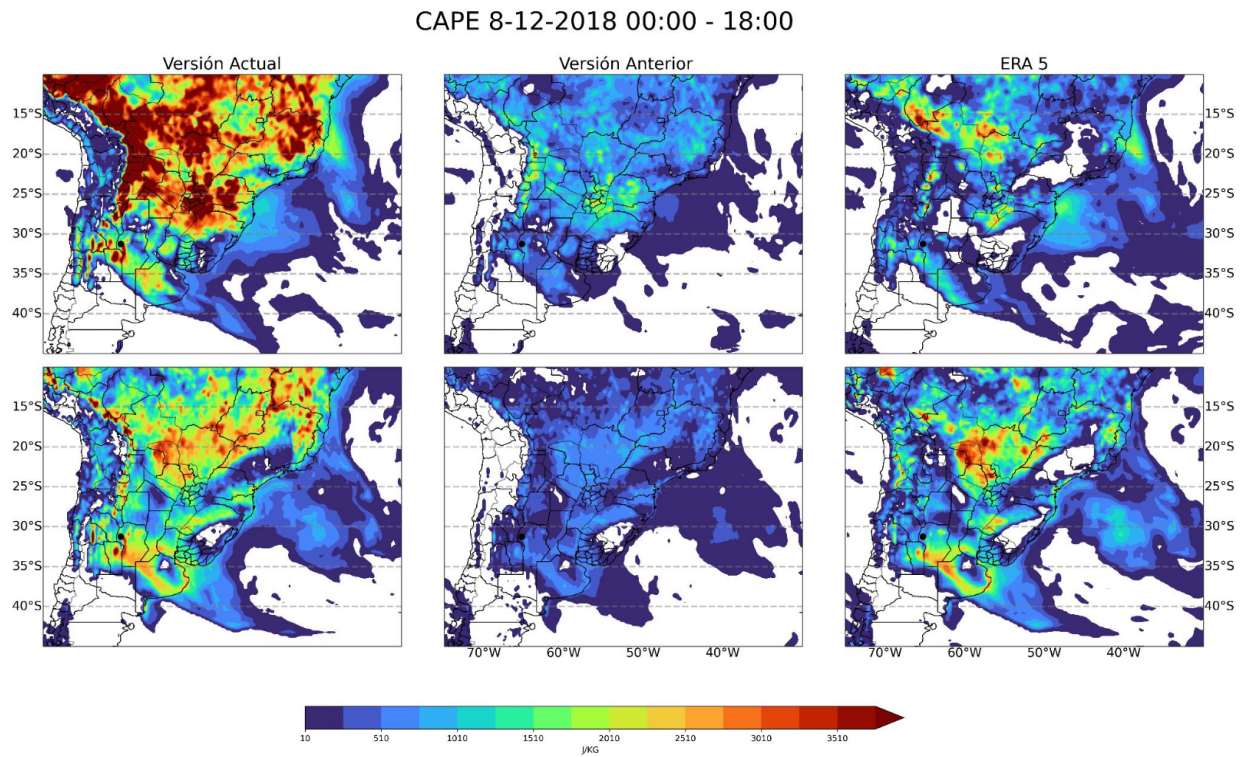 CAPE 8-12-2018 00:00 - 18:00
Versión Actual
Versión Anterior
ERA 5
15°S
15°S
20°S
20°S
25°S
25°S
30°S
30°S
35°S
35°S
40°S
40°S
15°S
15°S
20°S
20°S
25°S
25°S
30°S
30°S
35°S
35°S
40°S
40°S
70°W 60°W 50°W 40°W 70°W 60°W 50°W 40°W
10 510 1010 1510 2010 2510 3010 3510
J/KG